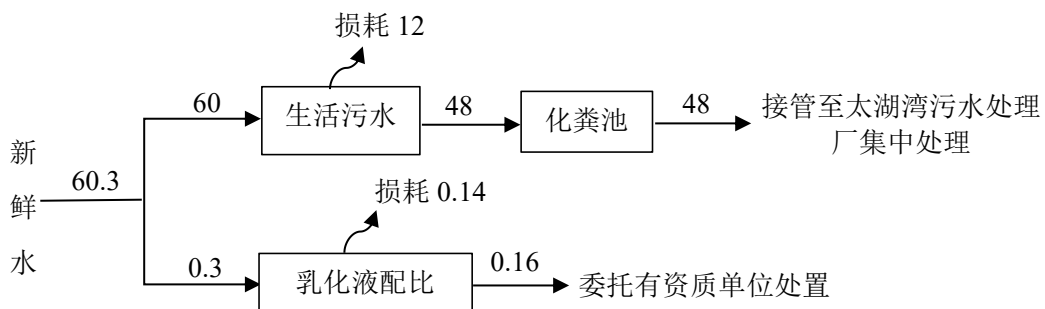 损耗 12
60
生活污水
48
化粪池
48
接管至太湖湾污水处理
厂集中处理
新
鲜
水
60.3
损耗 0.14
0.3
乳化液配比
0.16
委托有资质单位处置